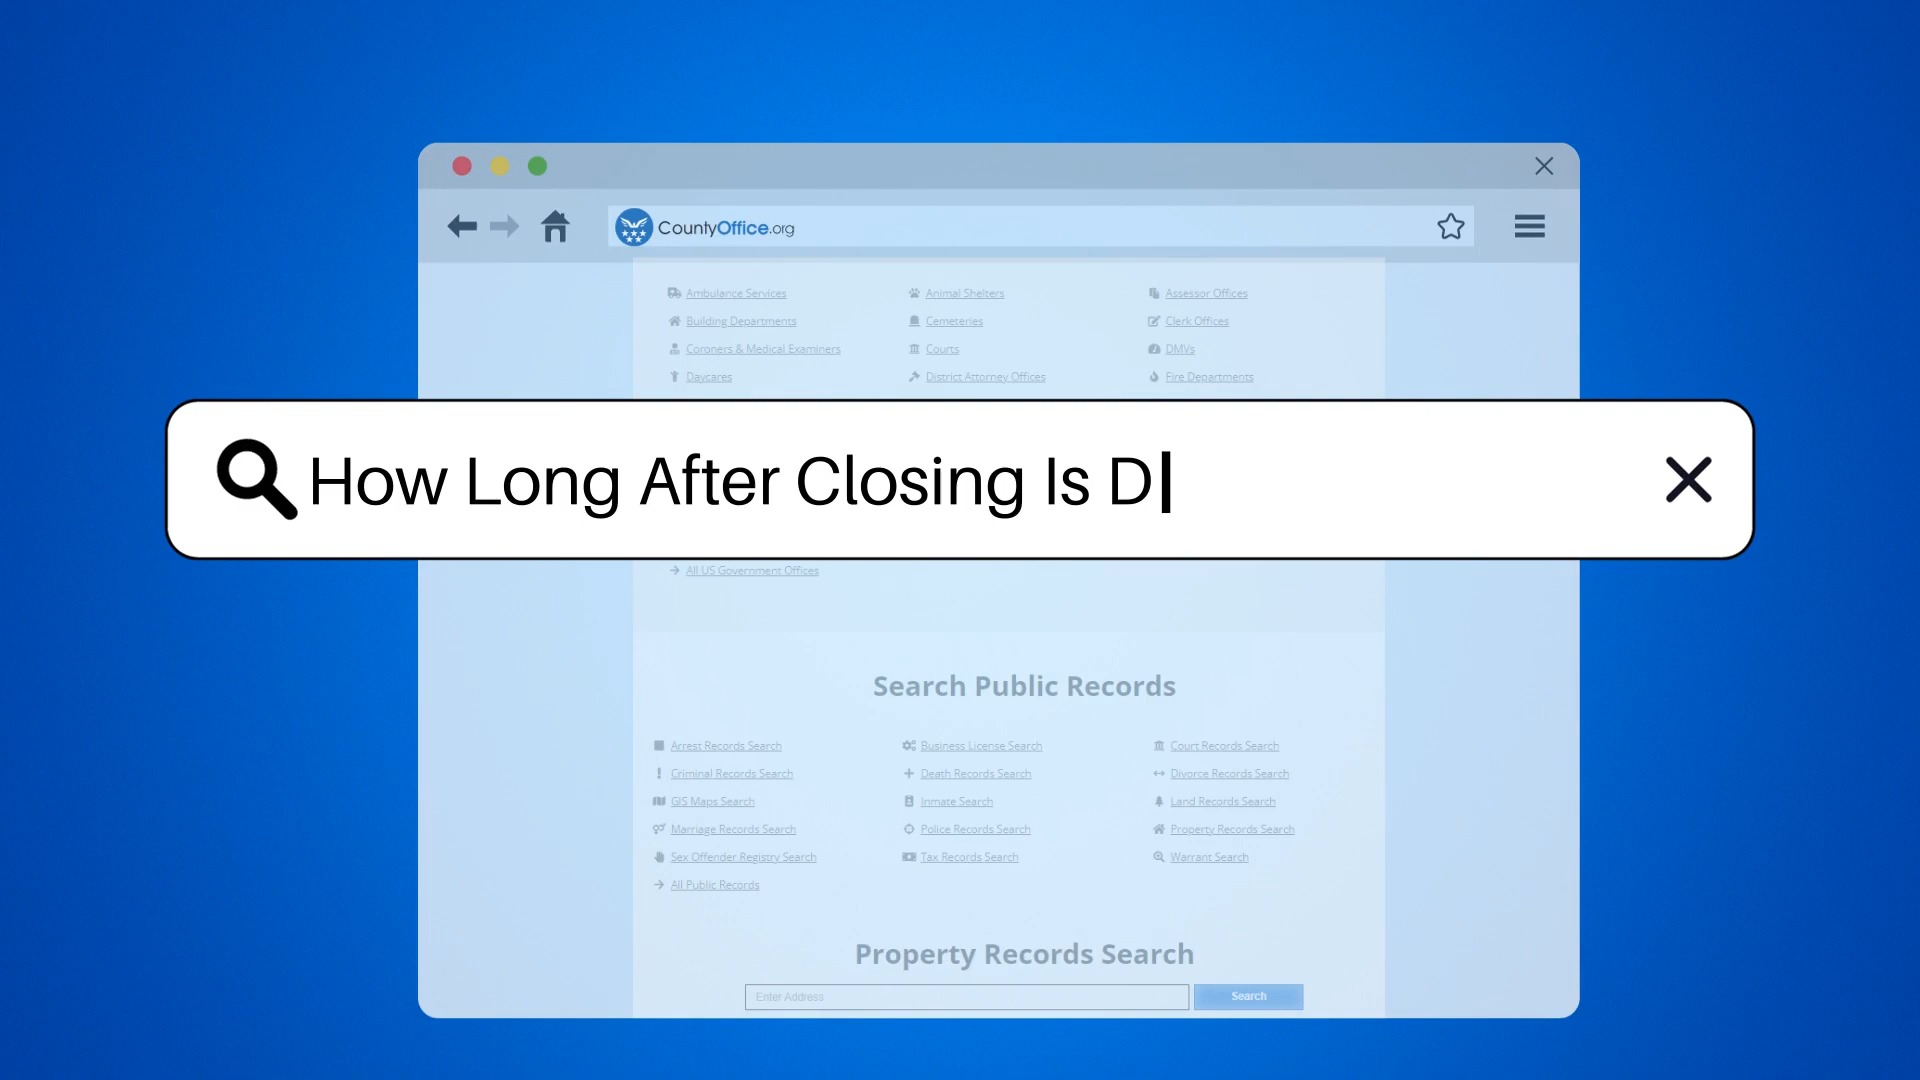 CountyOffice.org
Ambulance Services Animal Shelters Assessor Offices
Building Departments Cemeteries Clerk Offices
Coroners & Medical Examiners Courts DMVs
Daycares District Attorney Offices Fire Departments
How Long After Closing Is D
All US Government Offices
Search Public Records
Arrest Records Search Business License Search Court Records Search
Criminal Records Search Death Records Search Divorce Records Search
GIS Maps Search Inmate Search Land Records Search
Marriage Records Search Police Records Search Property Records Search
Sex Offender Registry Search Tax Records Search Warrant Search
All Public Records
Property Records Search
Enter Address Search